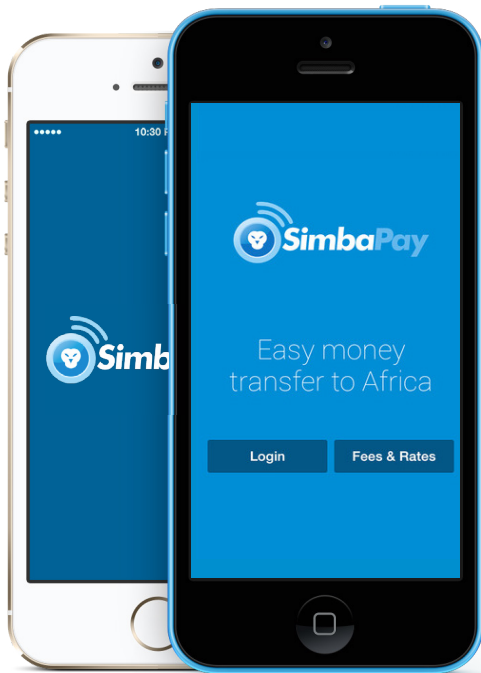 10:30
Simb
SimbaPay
Easy money
transfer to Africa
Login
Fees & Rates